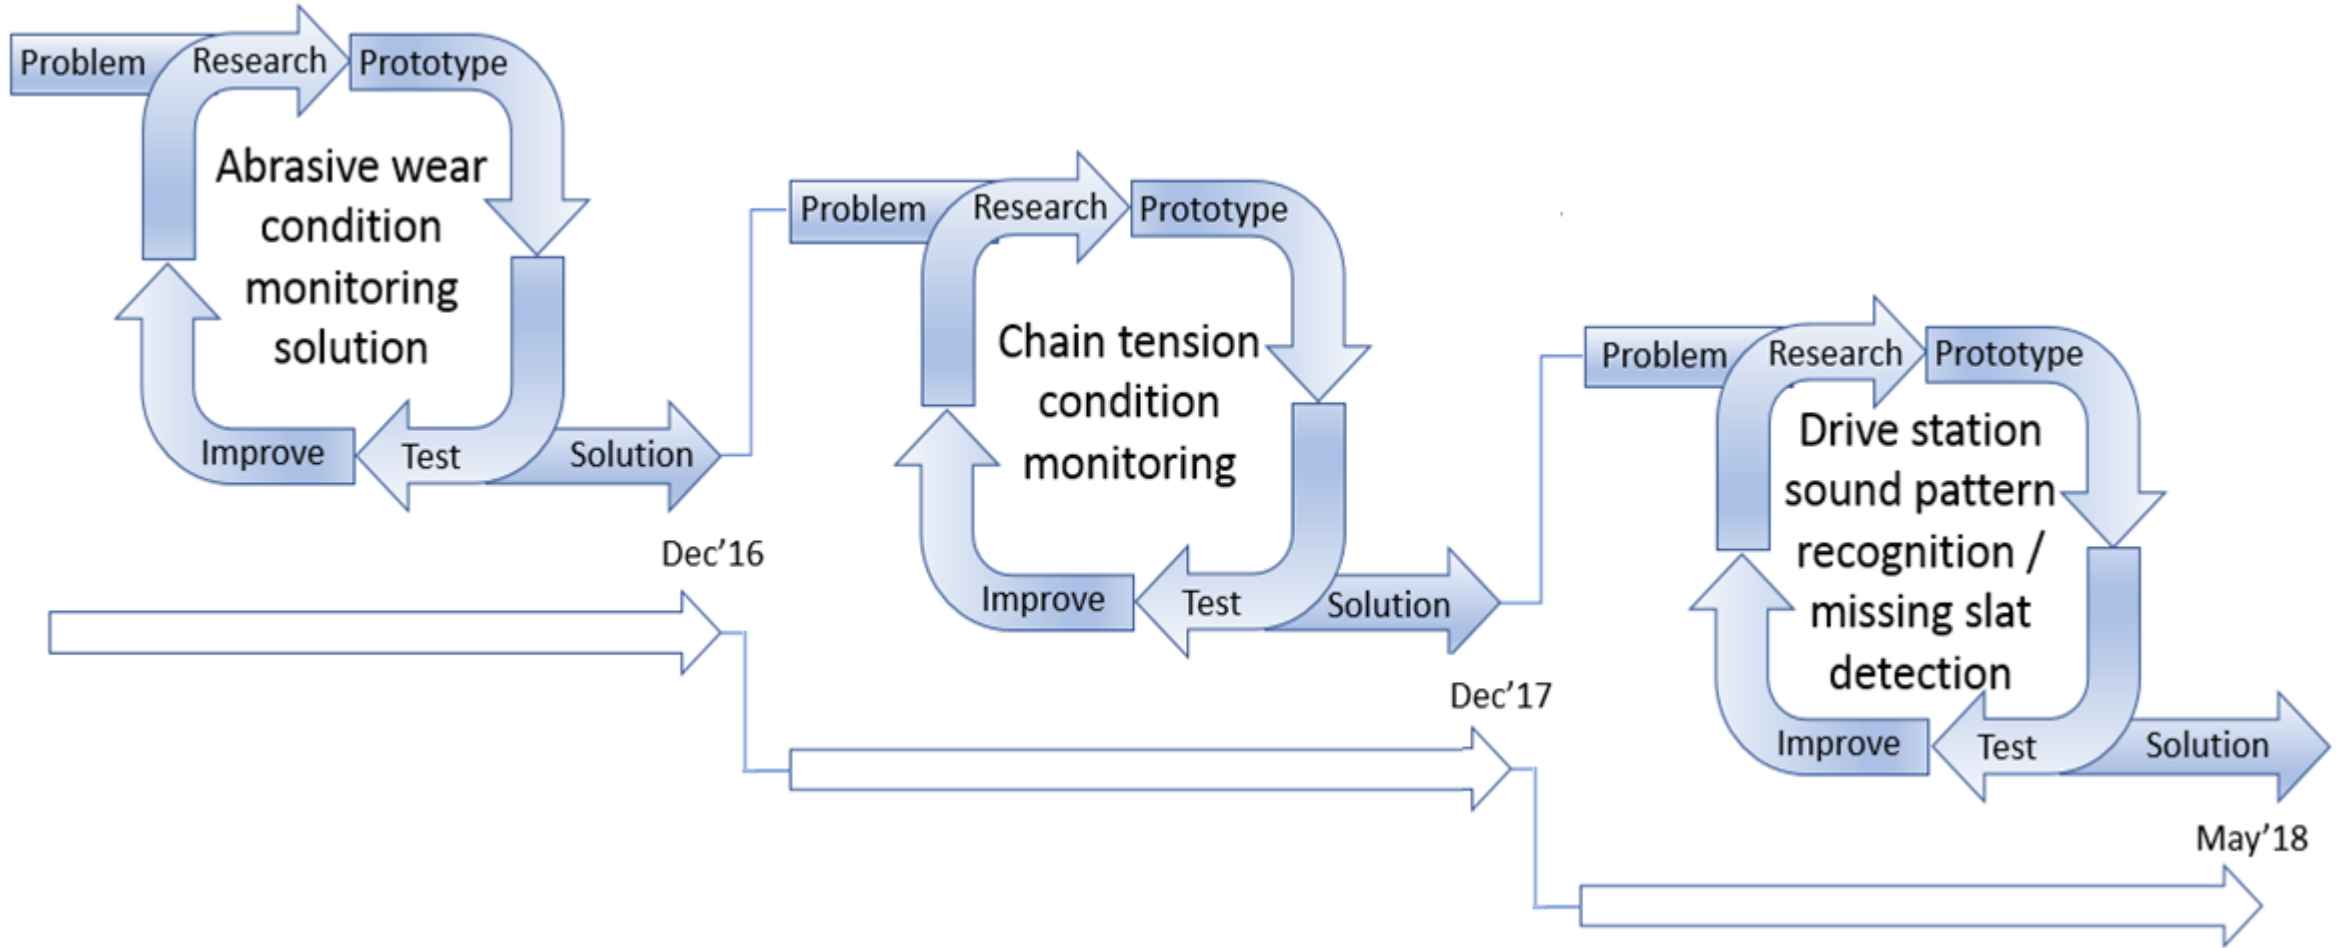 Problem
Research
Prototype
Abrasive wear
condition
monitoring
solution
Improve
Test
Solution
Dec’16
Problem
Research
Prototype
Chain tension
condition
monitoring
Improve
Test
Solution
Dec’17
Problem
Research
Prototype
Drive station
sound pattern
recognition /
missing slat
detection
Improve
Test
Solution
May’18